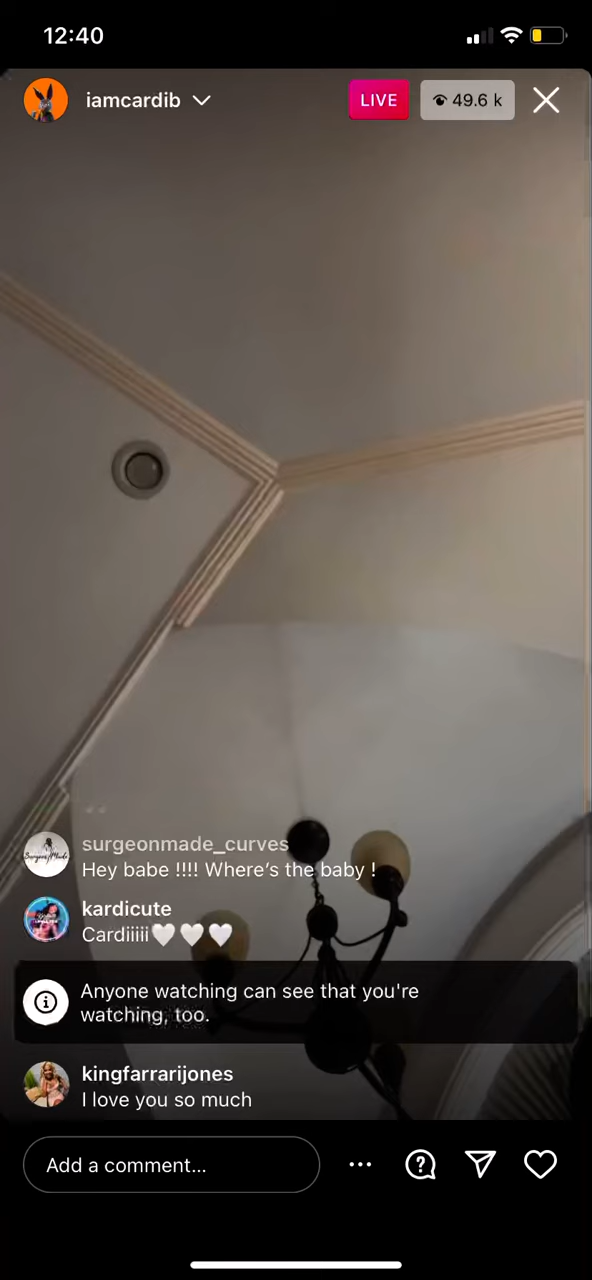 12:40
iamcardib
LIVE
49.6 k
surgeonmade_curves
Hey babe !!!! Where’s the baby !
kardicute
Cardiiiii🤍🤍🤍
Anyone watching can see that you're
watching, too.
kingfarrarijones
I love you so much
Add a comment...